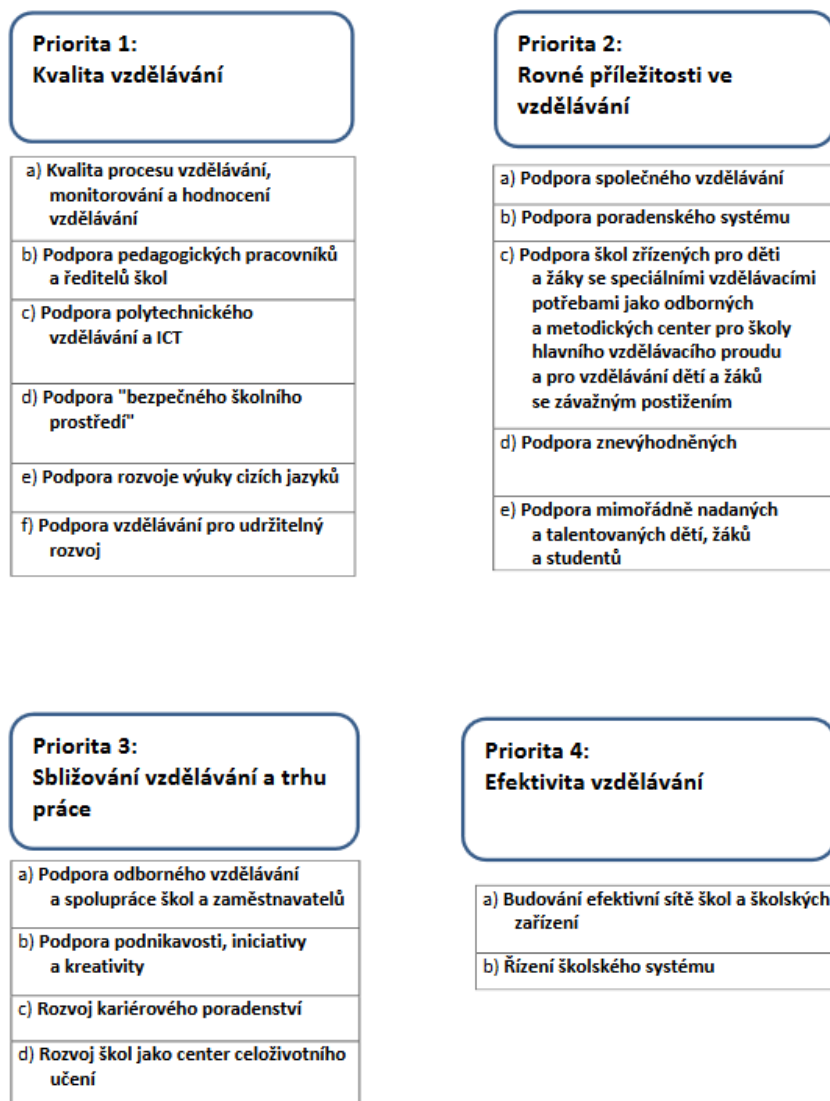 Priorita 1:
Kvalita vzdělávání
a) Kvalita procesu vzdělávání,
monitorování a hodnocení
vzdělávání
b) Podpora pedagogických pracovníků
a ředitelů škol
c) Podpora polytechnického
vzdělávání a ICT
d) Podpora "bezpečného školního
prostředí"
e) Podpora rozvoje výuky cizích jazyků
f) Podpora vzdělávání pro udržitelný
rozvoj
Priorita 2:
Rovné příležitosti ve
vzdělávání
a) Podpora společného vzdělávání
b) Podpora poradenského systému
c) Podpora škol zřízených pro děti
a žáky se speciálními vzdělávacími
potřebami jako odborných
a metodických center pro školy
hlavního vzdělávacího proudu
a pro vzdělávání dětí a žáků
se závažným postižením
d) Podpora znevýhodněných
e) Podpora mimořádně nadaných
a talentovaných dětí, žáků
a studentů
Priorita 3:
Sbližování vzdělávání a trhu
práce
a) Podpora odborného vzdělávání
a spolupráce škol a zaměstnavatelů
b) Podpora podnikavosti, iniciativy
a kreativity
c) Rozvoj kariérového poradenství
d) Rozvoj škol jako center celoživotního
učení
Priorita 4:
Efektivita vzdělávání
a) Budování efektivní sítě škol a školských
zařízení
b) Řízení školského systému